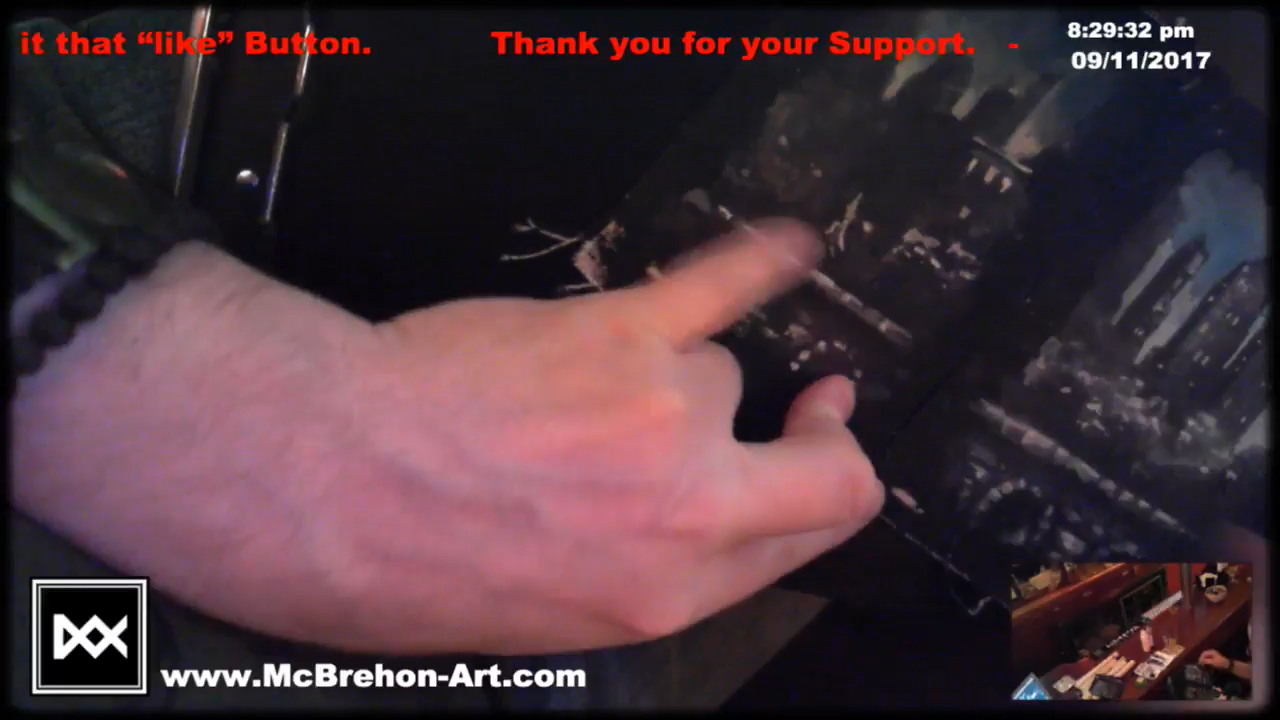 it that “like” Button. Thank you for your Support. -
8:29:32 pm
09/11/2017
www.McBrehon-Art.com